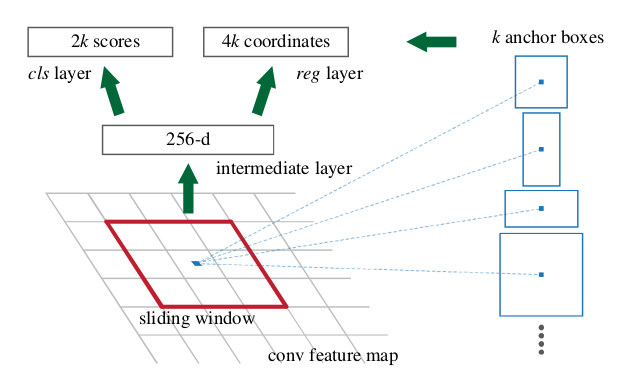 2k scores
4k coordinates
k anchor boxes
cls layer
reg layer
256-d
intermediate layer
sliding window
conv feature map